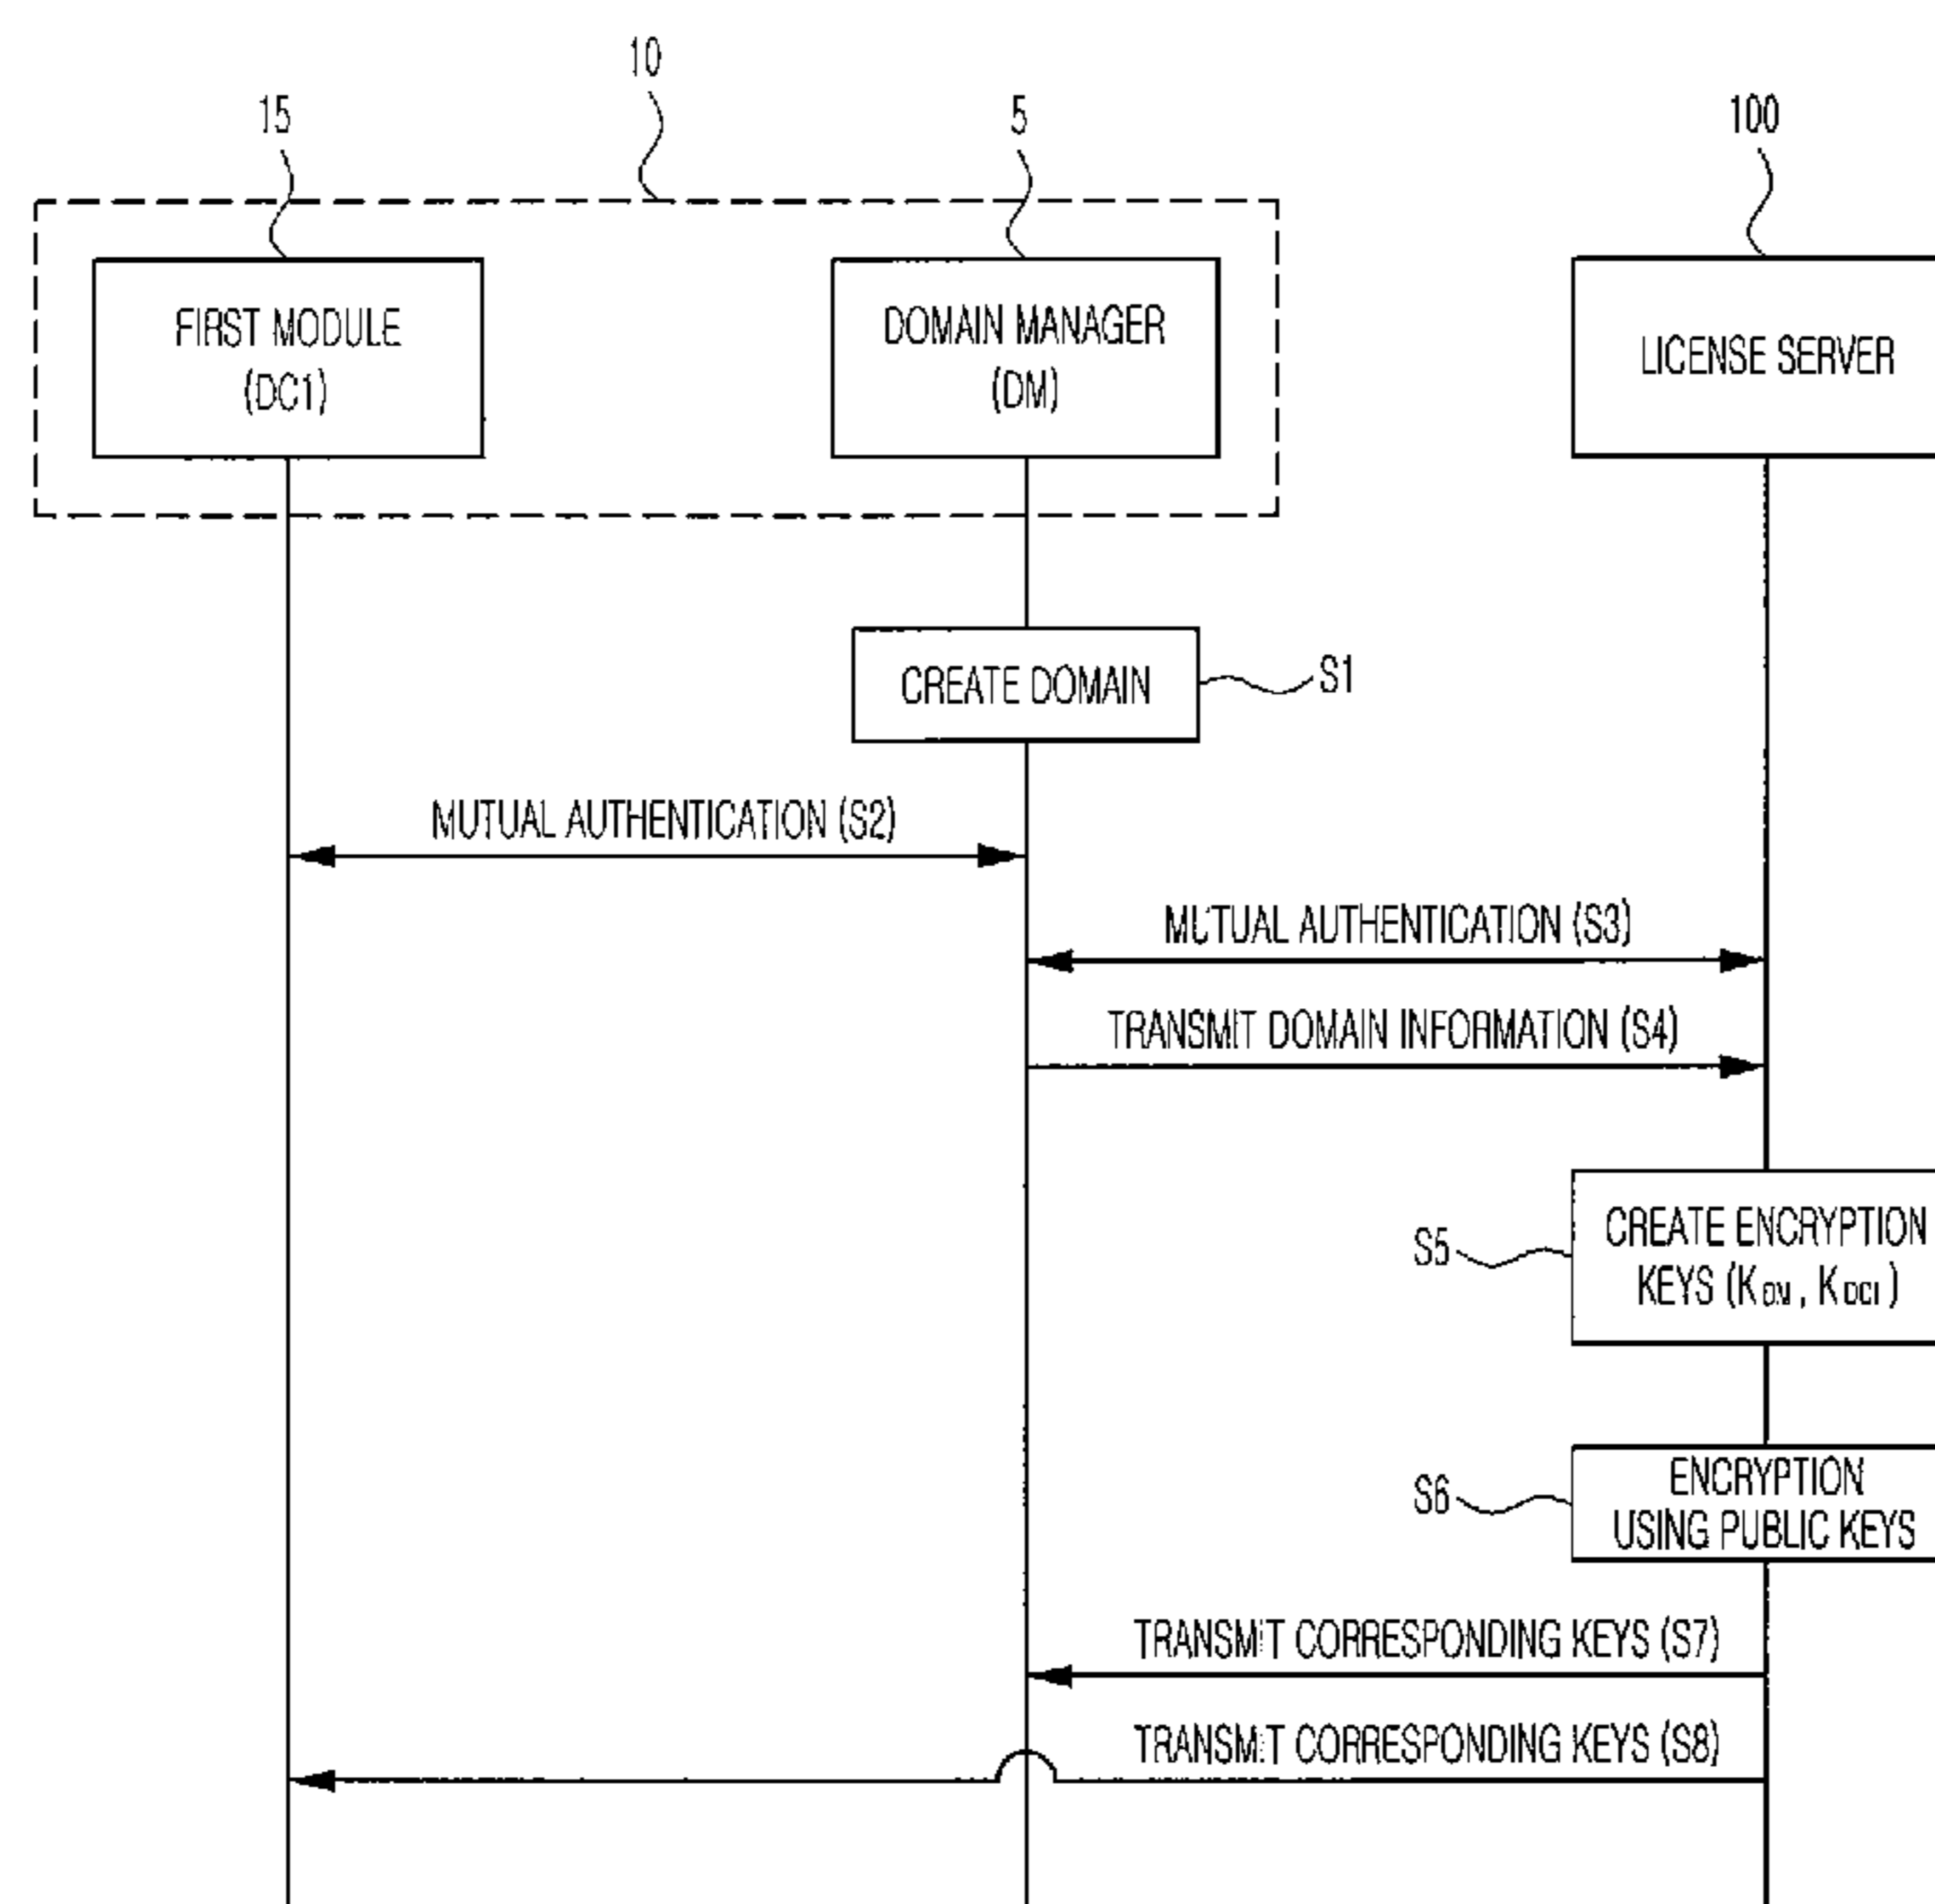 10
15
5
100
FIRST MODULE
(DC1)
DOMAIN MANAGER
(DM)
LICENSE SERVER
CREATE DOMAIN
S1
MUTUAL AUTHENTICATION (S2)
MUTUAL AUTHENTICATION (S3)
TRANSMIT DOMAIN INFORMATION (S4)
S5
CREATE ENCRYPTION
KEYS (KDM, KDC1)
S6
ENCRYPTION
USING PUBLIC KEYS
TRANSMIT CORRESPONDING KEYS (S7)
TRANSMIT CORRESPONDING KEYS (S8)